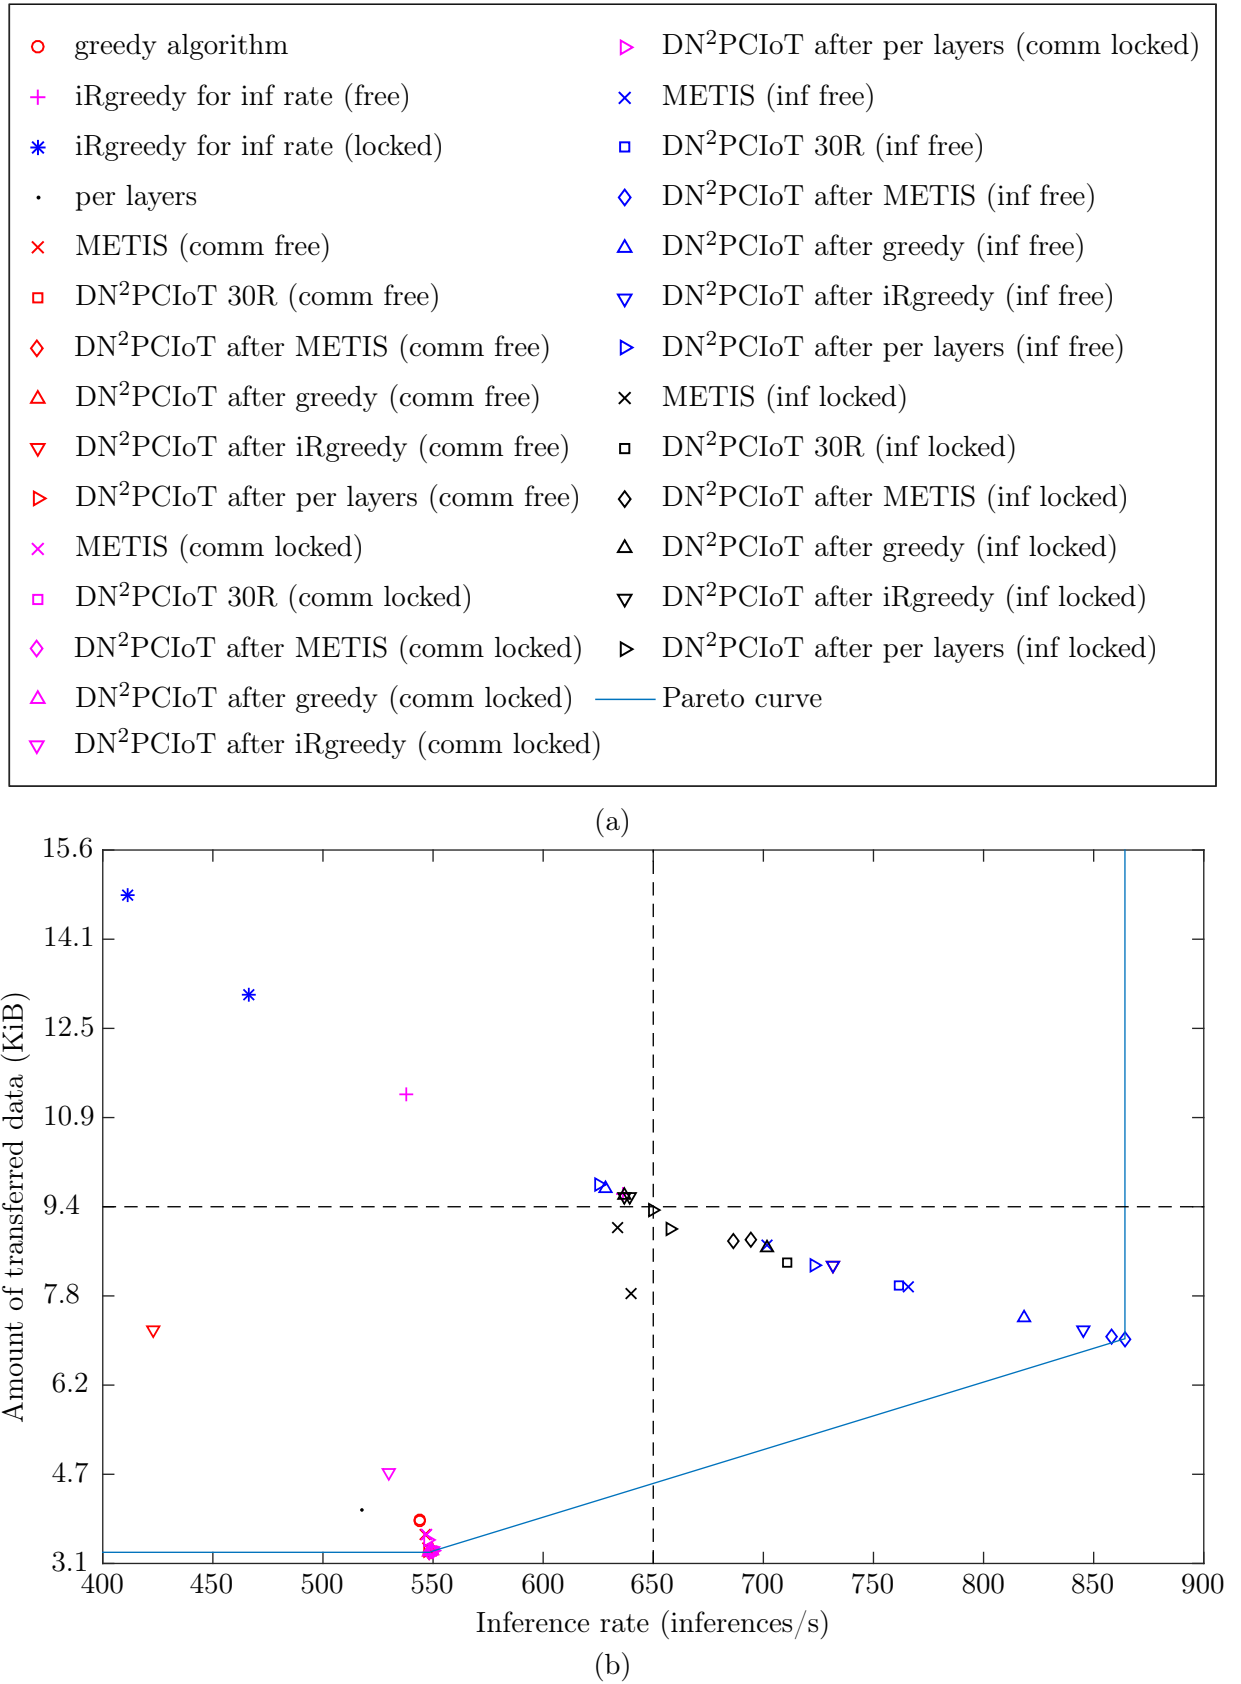 greedy algorithm
iRgreedy for inf rate (free)
iRgreedy for inf rate (locked)
per layers
METIS (comm free)
DN²PCIoT 30R (comm free)
DN²PCIoT after METIS (comm free)
DN²PCIoT after greedy (comm free)
DN²PCIoT after iRgreedy (comm free)
DN²PCIoT after per layers (comm free)
METIS (comm locked)
DN²PCIoT 30R (comm locked)
DN²PCIoT after METIS (comm locked)
DN²PCIoT after greedy (comm locked)
DN²PCIoT after iRgreedy (comm locked)
DN²PCIoT after per layers (comm locked)
METIS (inf free)
DN²PCIoT 30R (inf free)
DN²PCIoT after METIS (inf free)
DN²PCIoT after greedy (inf free)
DN²PCIoT after iRgreedy (inf free)
DN²PCIoT after per layers (inf free)
METIS (inf locked)
DN²PCIoT 30R (inf locked)
DN²PCIoT after METIS (inf locked)
DN²PCIoT after greedy (inf locked)
DN²PCIoT after iRgreedy (inf locked)
DN²PCIoT after per layers (inf locked)
Pareto curve
(a)
Amount of transferred data (KiB)
15.6
14.1
12.5
10.9
9.4
7.8
6.2
4.7
3.1
400 450 500 550 600 650 700 750 800 850 900
Inference rate (inferences/s)
(b)